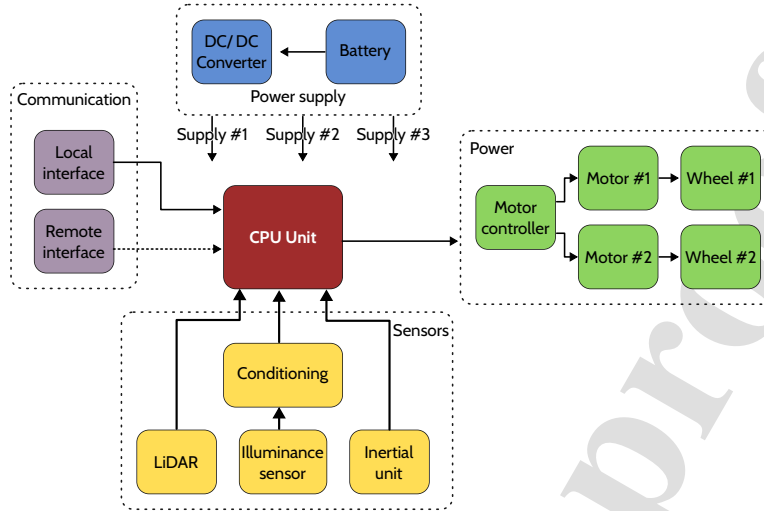 DC/ DC
Converter
Battery
Power supply
Communication
Supply #1
Supply #2
Supply #3
Local
interface
Remote
interface
CPU Unit
Power
Motor
controller
Motor #1
Wheel #1
Motor #2
Wheel #2
Sensors
Conditioning
LiDAR
Illuminance
sensor
Inertial
unit